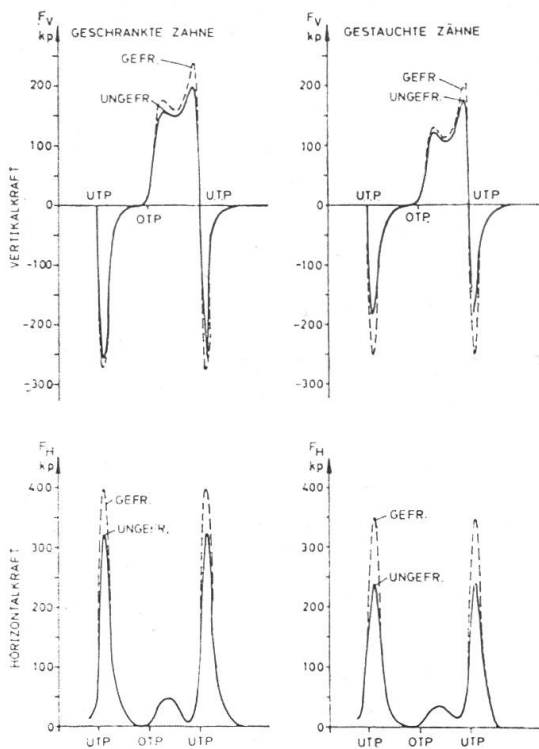 F_V
kp
GESCHRANKTE ZÄHNE
200
100
0
-100
-200
-300
GEFR.
UNGEFR.
UTP
OTP
UTP
VERTIKALKRAFT
F_V
kp
GESTAUCHTE ZÄHNE
200
100
0
-100
-200
-300
GEFR
UNGEFR.
UTP
OTP.
UTP
F_H
kp
400
300
200
100
0
GEFR.
UNGEFR.
UTP
OTP
UTP
HORIZONTALKRAFT
F_H
kp
400
300
200
100
0
GEFR.
UNGEFR.
UTP
OTP
UTP